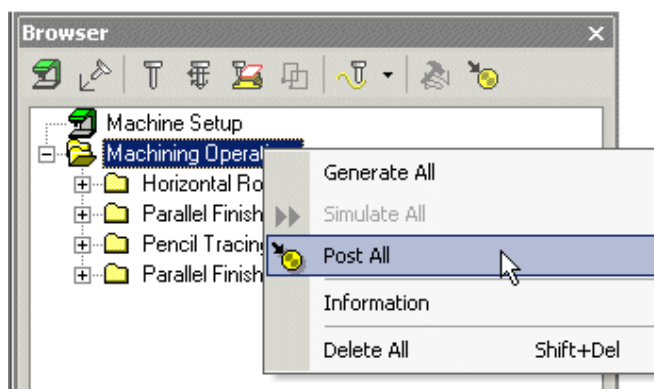 Browser
Machine Setup
Machining Operati
Horizontal Ro
Parallel Finish
Pencil Tracing
Parallel Finish
Generate All
Simulate All
Post All
Information
Delete All Shift+Del